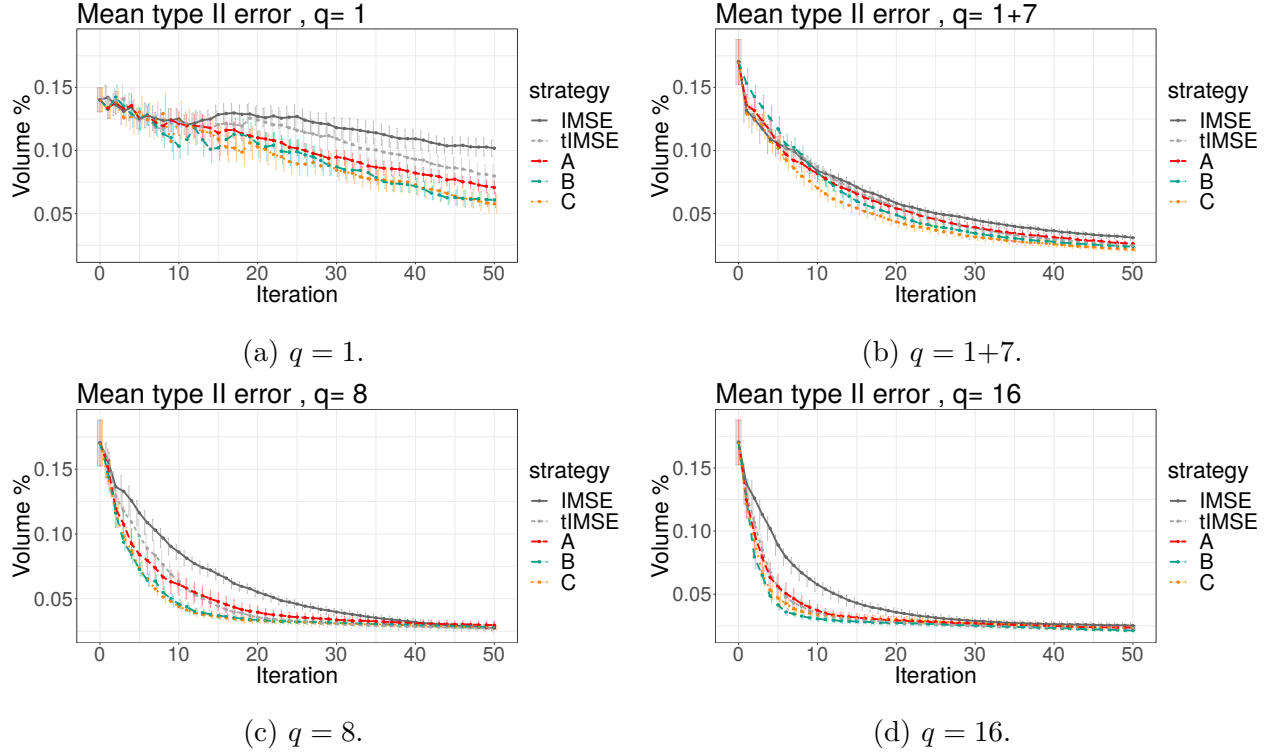 Mean type II error , q= 1
Volume %
0.15
0.10
0.05
0 10 20 30 40 50
Iteration
strategy
IMSE
tIMSE
A
B
C
(a) q = 1.
Mean type II error , q= 1+7
Volume %
0.15
0.10
0.05
0 10 20 30 40 50
Iteration
strategy
IMSE
tIMSE
A
B
C
(b) q = 1+7.
Mean type II error , q= 8
Volume %
0.15
0.10
0.05
0 10 20 30 40 50
Iteration
strategy
IMSE
tIMSE
A
B
C
(c) q = 8.
Mean type II error , q= 16
Volume %
0.15
0.10
0.05
0 10 20 30 40 50
Iteration
strategy
IMSE
tIMSE
A
B
C
(d) q = 16.